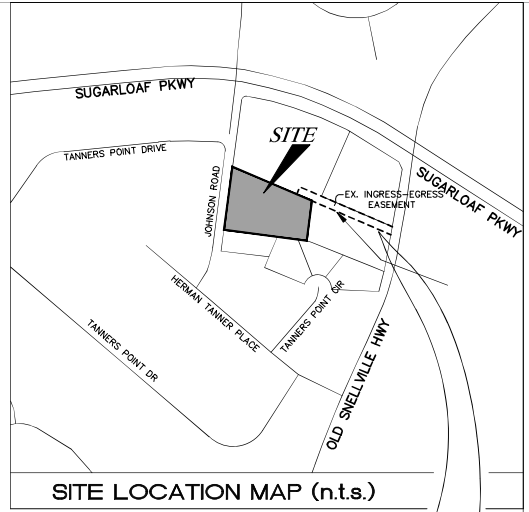 SUGARLOAF PKWY
SITE
TANNERS POINT DRIVE
JOHNSON ROAD
SUGARLOAF PKWY
EX. INGRESS-EGRESS
EASEMENT
HERMAN TANNER PLACE
TANNERS POINT CIR
TANNERS POINT DR
OLD SNELLVILLE HWY
SITE LOCATION MAP (n.t.s.)